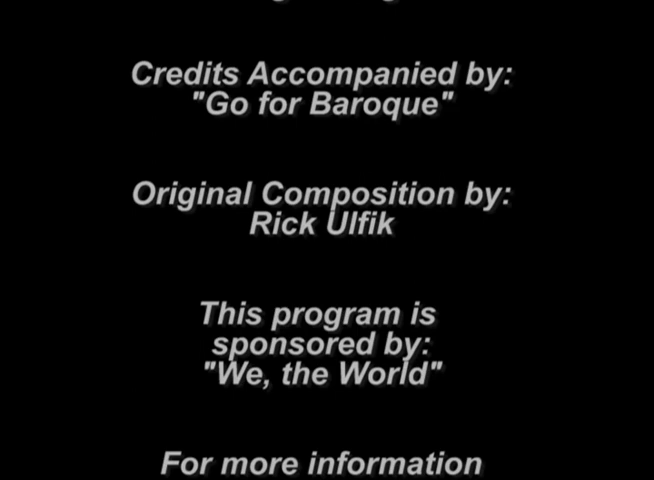 Credits Accompanied by:
"Go for Baroque"
Original Composition by:
Rick Ulfik
This program is
sponsored by:
"We, the World"
For more information